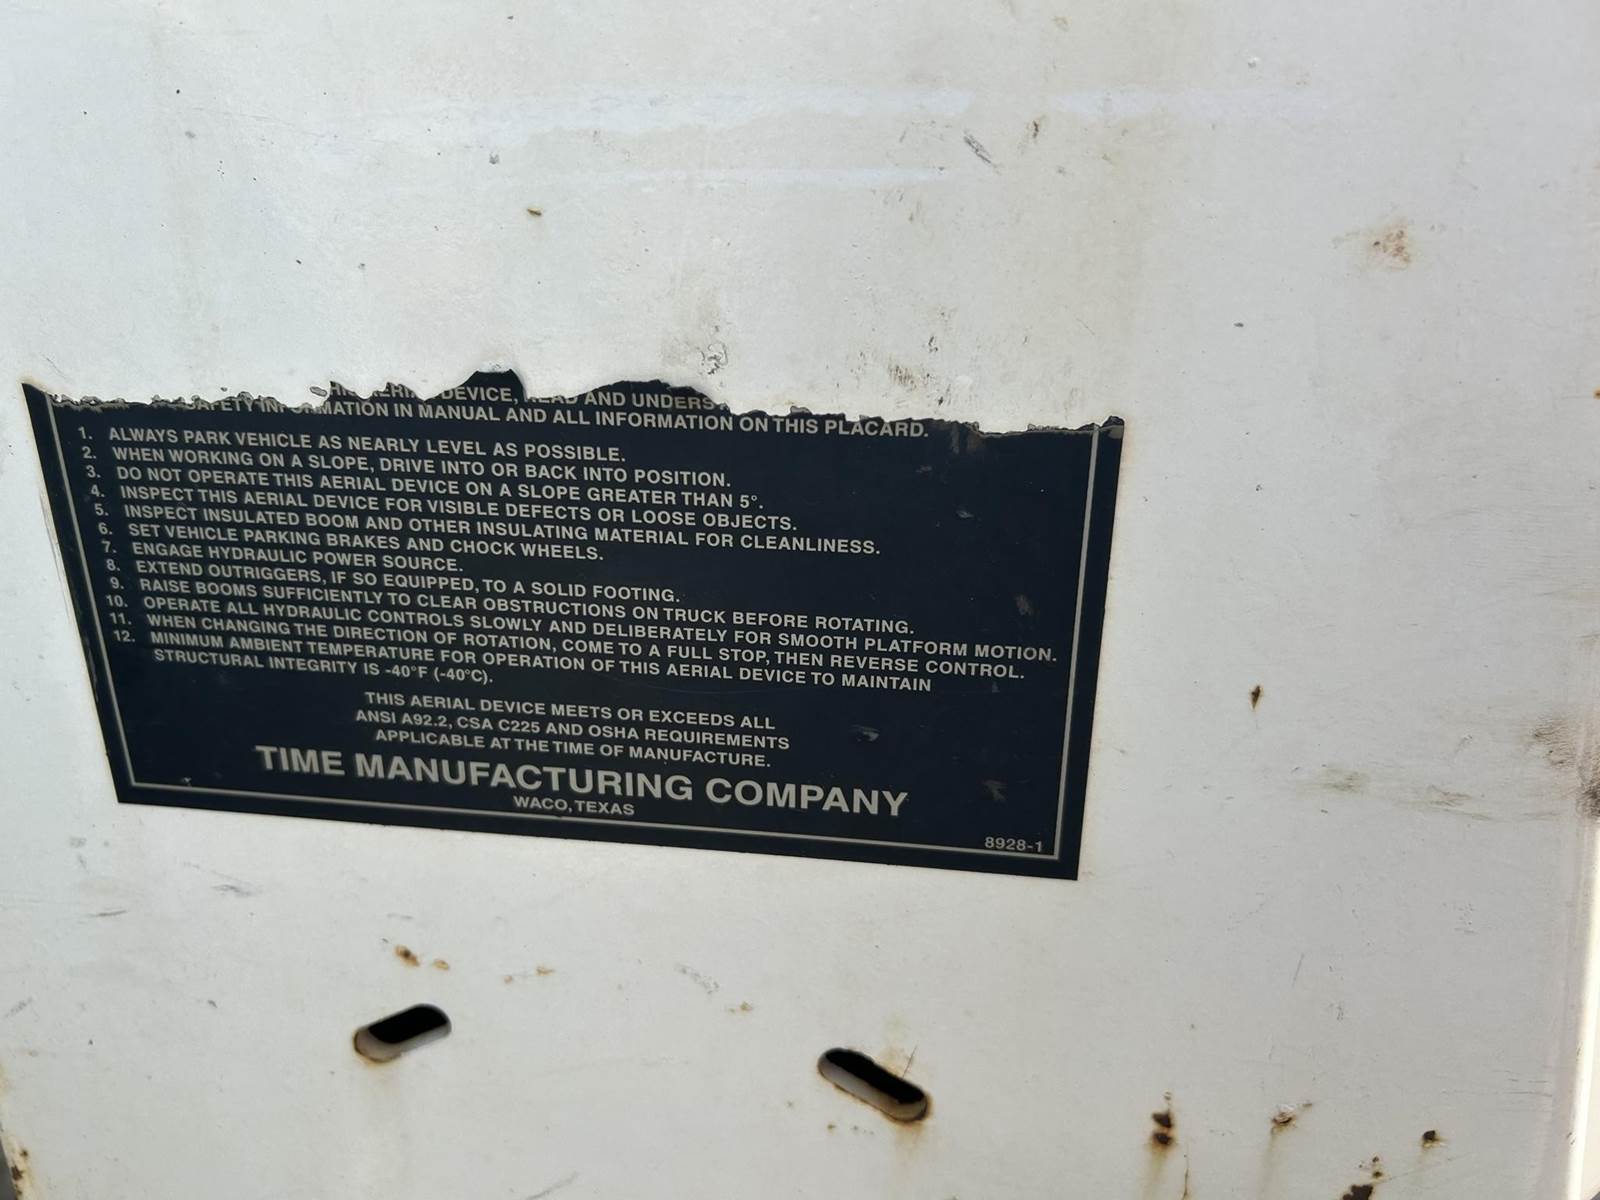 DEVICE, READ AND UNDERS
SAFETY INFORMATION IN MANUAL AND ALL INFORMATION ON THIS PLACARD.
1. ALWAYS PARK VEHICLE AS NEARLY LEVEL AS POSSIBLE.
2. WHEN WORKING ON A SLOPE, DRIVE INTO OR BACK INTO POSITION.
3. DO NOT OPERATE THIS AERIAL DEVICE ON A SLOPE GREATER THAN 5°.
4. INSPECT THIS AERIAL DEVICE FOR VISIBLE DEFECTS OR LOOSE OBJECTS.
5. INSPECT INSULATED BOOM AND OTHER INSULATING MATERIAL FOR CLEANLINESS.
6. SET VEHICLE PARKING BRAKES AND CHOCK WHEELS.
7. ENGAGE HYDRAULIC POWER SOURCE.
8. EXTEND OUTRIGGERS, IF SO EQUIPPED, TO A SOLID FOOTING.
9. RAISE BOOMS SUFFICIENTLY TO CLEAR OBSTRUCTIONS ON TRUCK BEFORE ROTATING.
10. OPERATE ALL HYDRAULIC CONTROLS SLOWLY AND DELIBERATELY FOR SMOOTH PLATFORM MOTION.
11. WHEN CHANGING THE DIRECTION OF ROTATION, COME TO A FULL STOP, THEN REVERSE CONTROL.
12. MINIMUM AMBIENT TEMPERATURE FOR OPERATION OF THIS AERIAL DEVICE TO MAINTAIN
STRUCTURAL INTEGRITY IS -40°F (-40°C).
THIS AERIAL DEVICE MEETS OR EXCEEDS ALL
ANSI A92.2, CSA C225 AND OSHA REQUIREMENTS
APPLICABLE AT THE TIME OF MANUFACTURE.
TIME MANUFACTURING COMPANY
WACO, TEXAS
8928-1